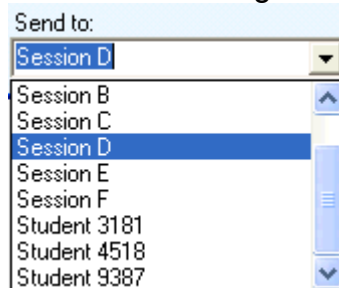 Send to:
Session D
Session B
Session C
Session D
Session E
Session F
Student 3181
Student 4518
Student 9387